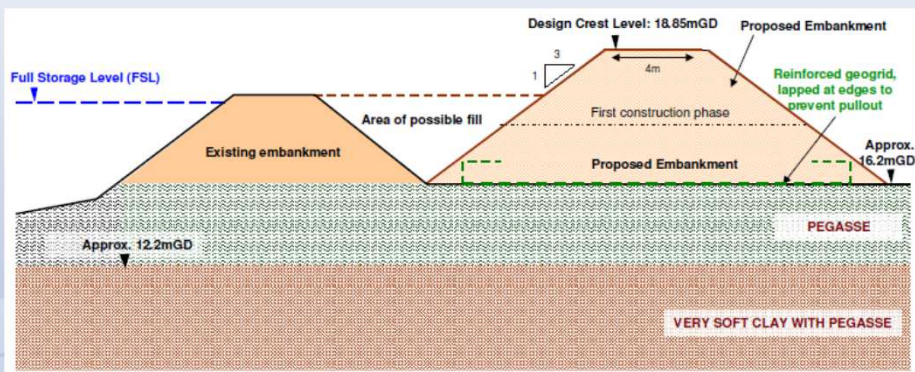 Design Crest Level: 18.85mGD
Proposed Embankment
Full Storage Level (FSL)
3
1
4m
Reinforced geogrid,
lapped at edges to
prevent pullout
Area of possible fill
First construction phase
Existing embankment
Proposed Embankment
Approx.
16.2mGD
PEGASSE
Approx. 12.2mGD
VERY SOFT CLAY WITH PEGASSE